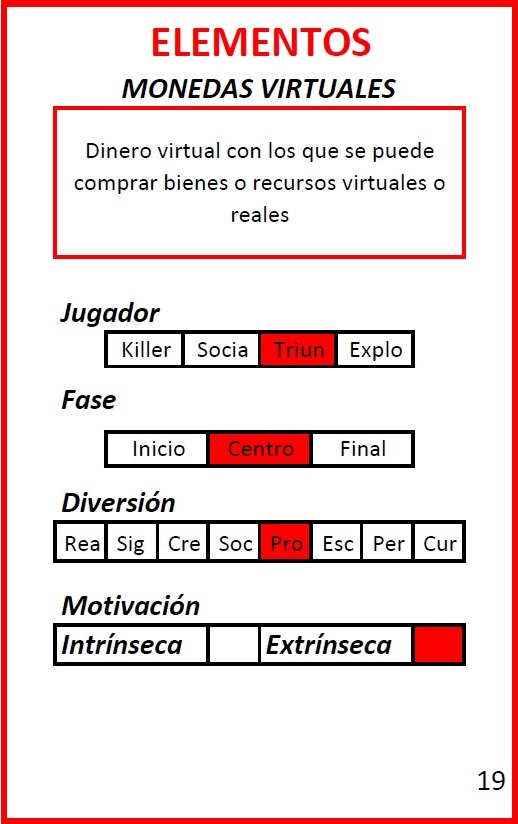 ELEMENTOS
MONEDAS VIRTUALES
Dinero virtual con los que se puede
comprar bienes o recursos virtuales o
reales
Jugador
Killer Socia Triun Explo
Fase
Inicio Centro Final
Diversión
Rea Sig Cre Soc Pro Esc Per Cur
Motivación
Intrínseca Extrínseca
19